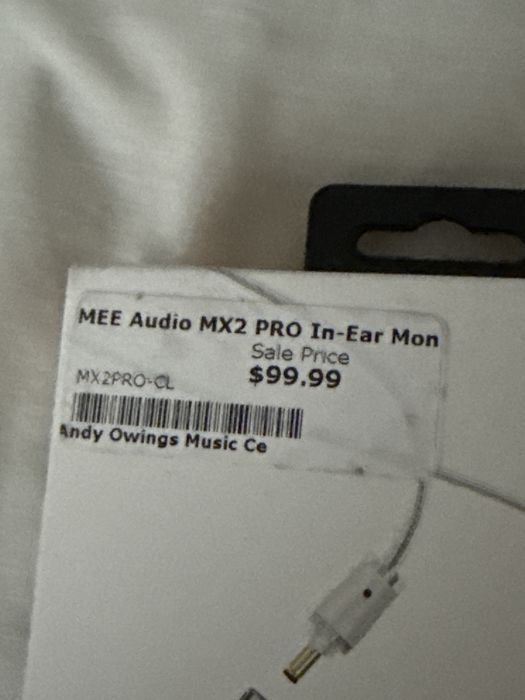 MEE Audio MX2 PRO In-Ear Mon
Sale Price
MX2PRO-CL $99.99
Andy Owings Music Ce